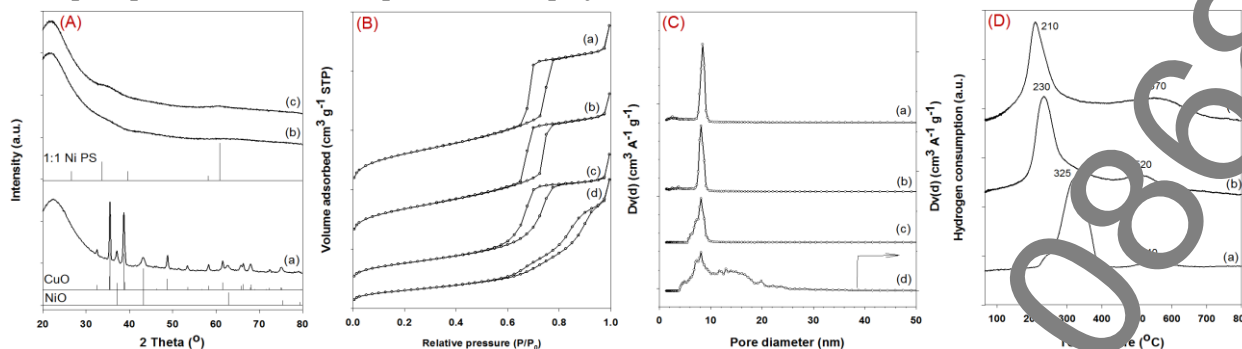 (A)
Intensity (a.u.)
(c)
(b)
1:1 Ni PS
(a)
CuO
NiO
20 30 40 50 60 70 80
2 Theta (O)
(B)
Volume adsorbed (cm3 g-1 STP)
(a)
(b)
(c)
(d)
0.0 0.2 0.4 0.6 0.8 1.0
Relative pressure (P/P0)
(C)
Dv(d) (cm3 A-1 g-1)
(a)
(b)
(c)
(d)
0 10 20 30 40 50
Pore diameter (nm)
Dv(d) (cm3 A-1 g-1)
(D)
Hydrogen consumption (a.u.)
210
230
325
(b)
(a)
100 200
700 800
(OC)